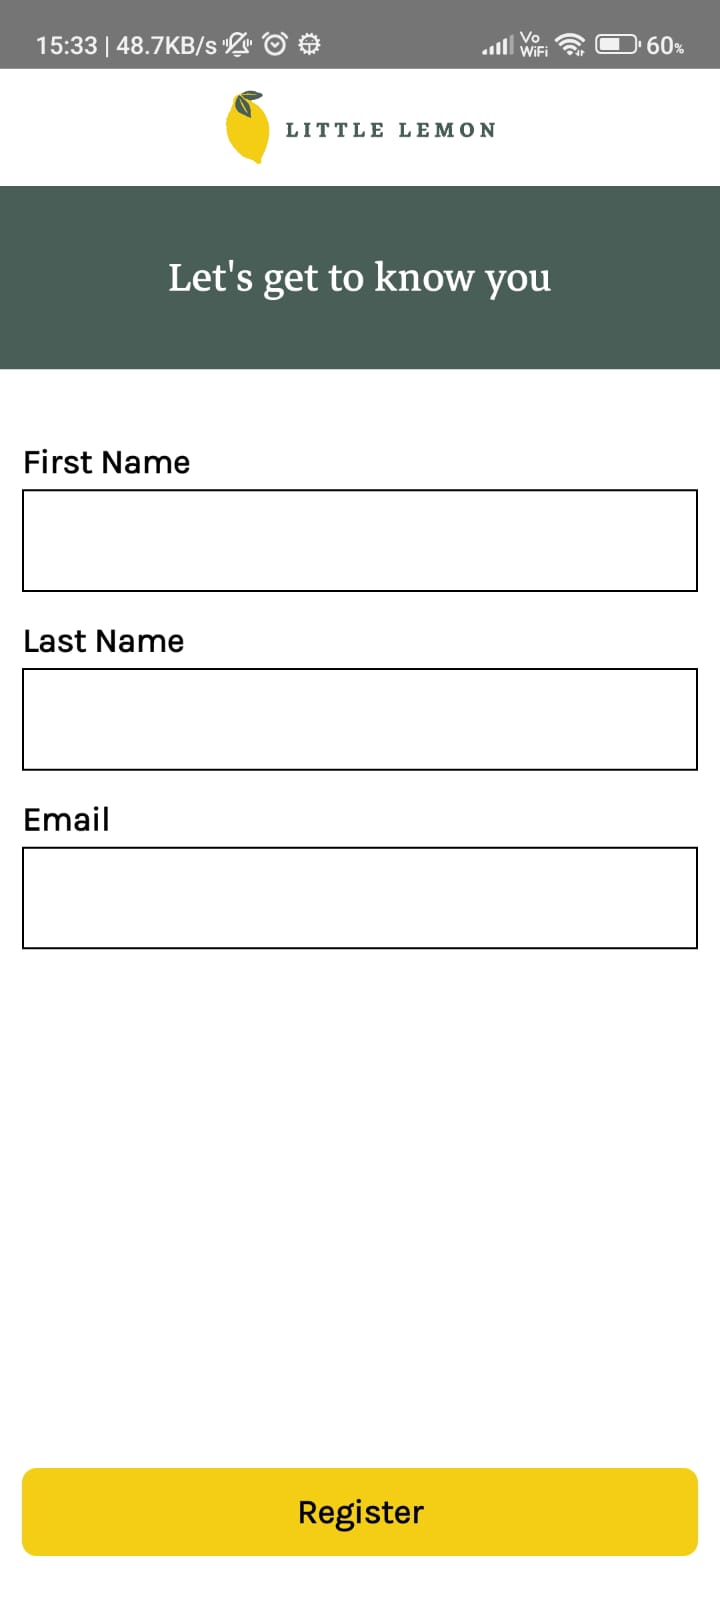 15:33 | 48.7KB/s Vo WiFi 60%
LITTLE LEMON
Let's get to know you
First Name
Last Name
Email
Register